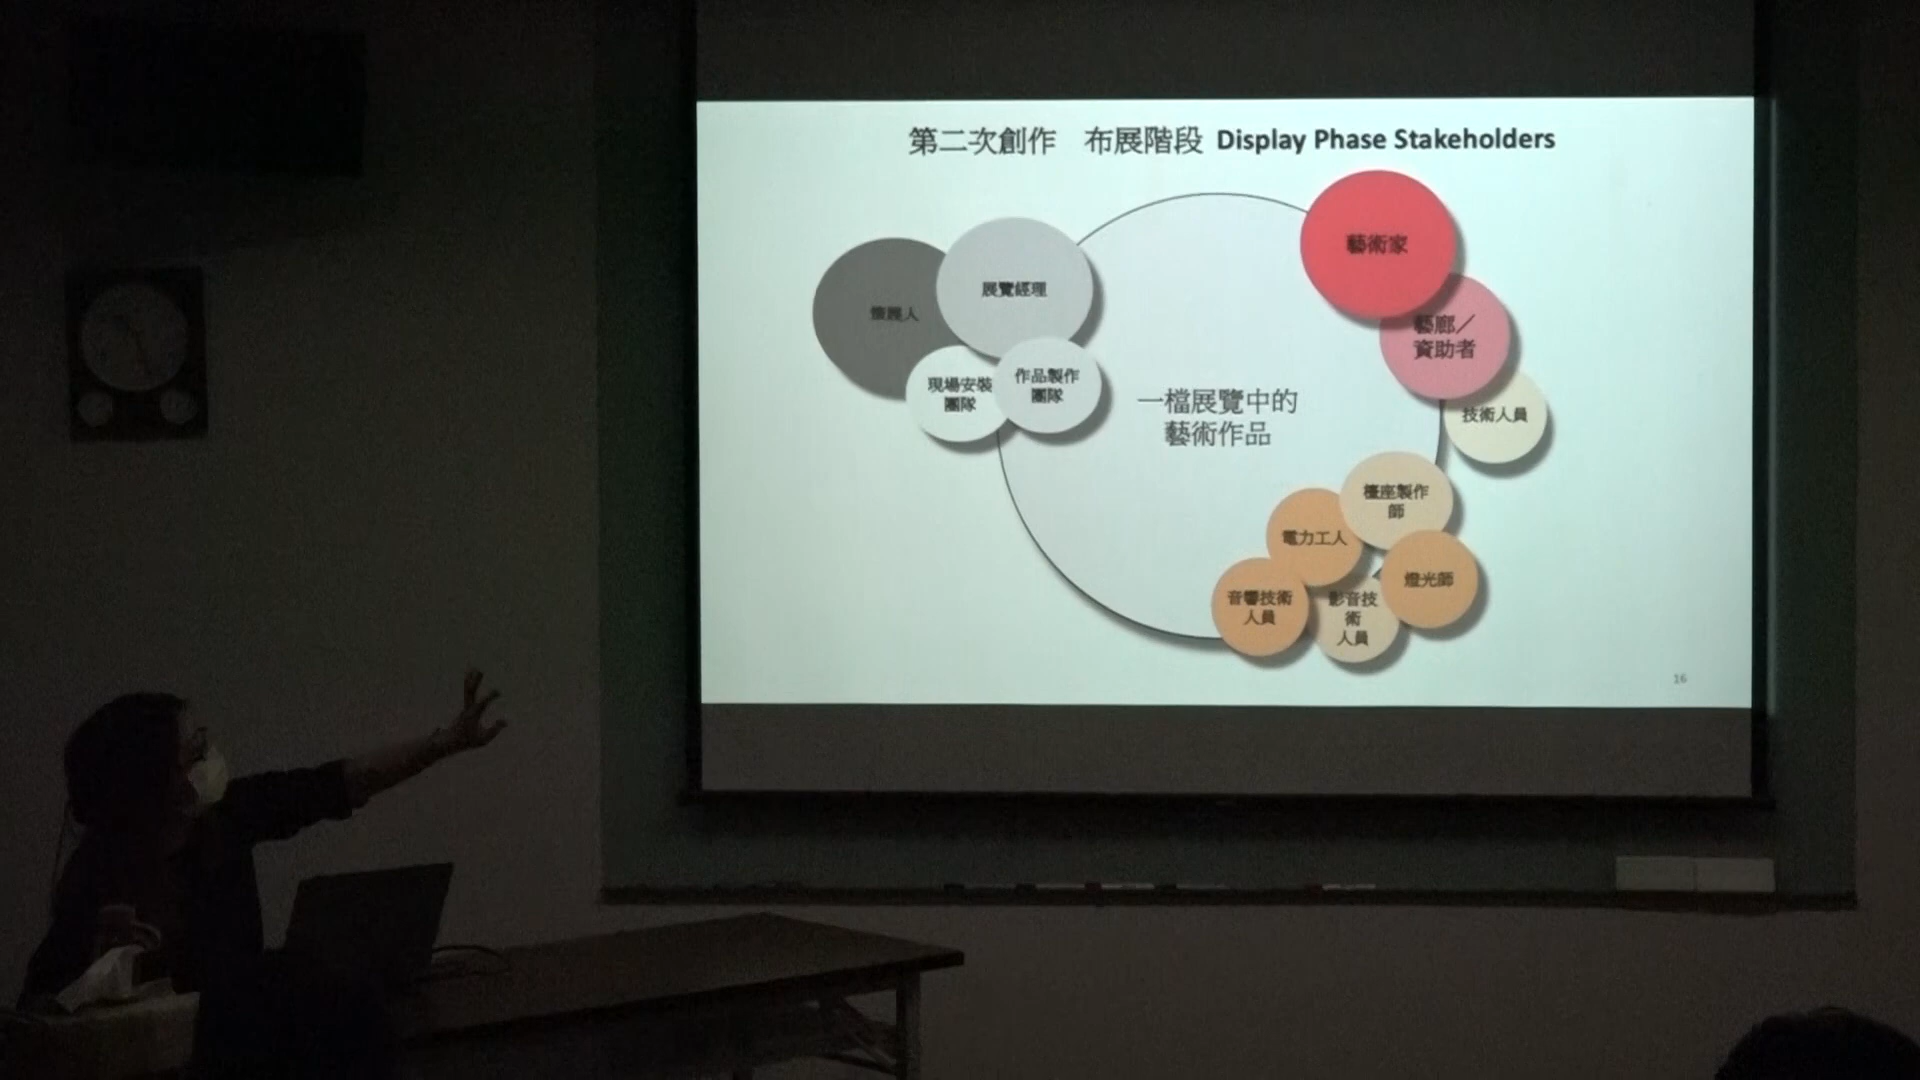 第二次創作 布展階段 Display Phase Stakeholders
藝術家
展覽經理
策展人
藝廊／
資助者
現場安裝
團隊
作品製作
團隊
一檔展覽中的
藝術作品
技術人員
檯座製作
師
電力工人
燈光師
音響技術
人員
影音技
術
人員
16